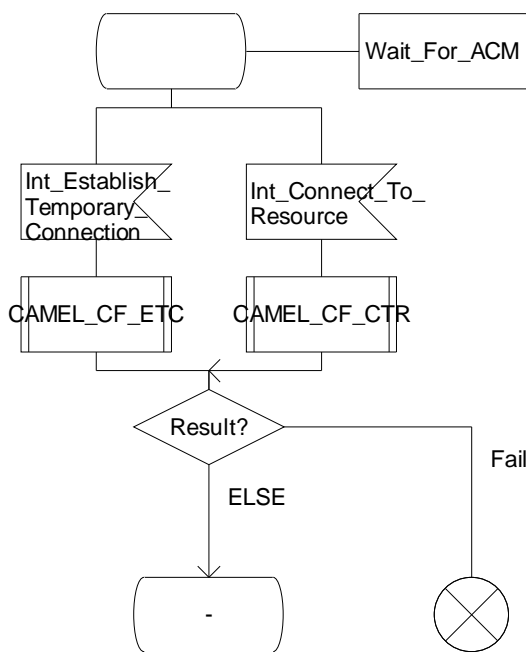 Wait_For_ACM
Int_Establish_
Temporary_
Connection
Int_Connect_To_
Resource
CAMEL_CF_ETC
CAMEL_CF_CTR
Result?
Fail
ELSE
-